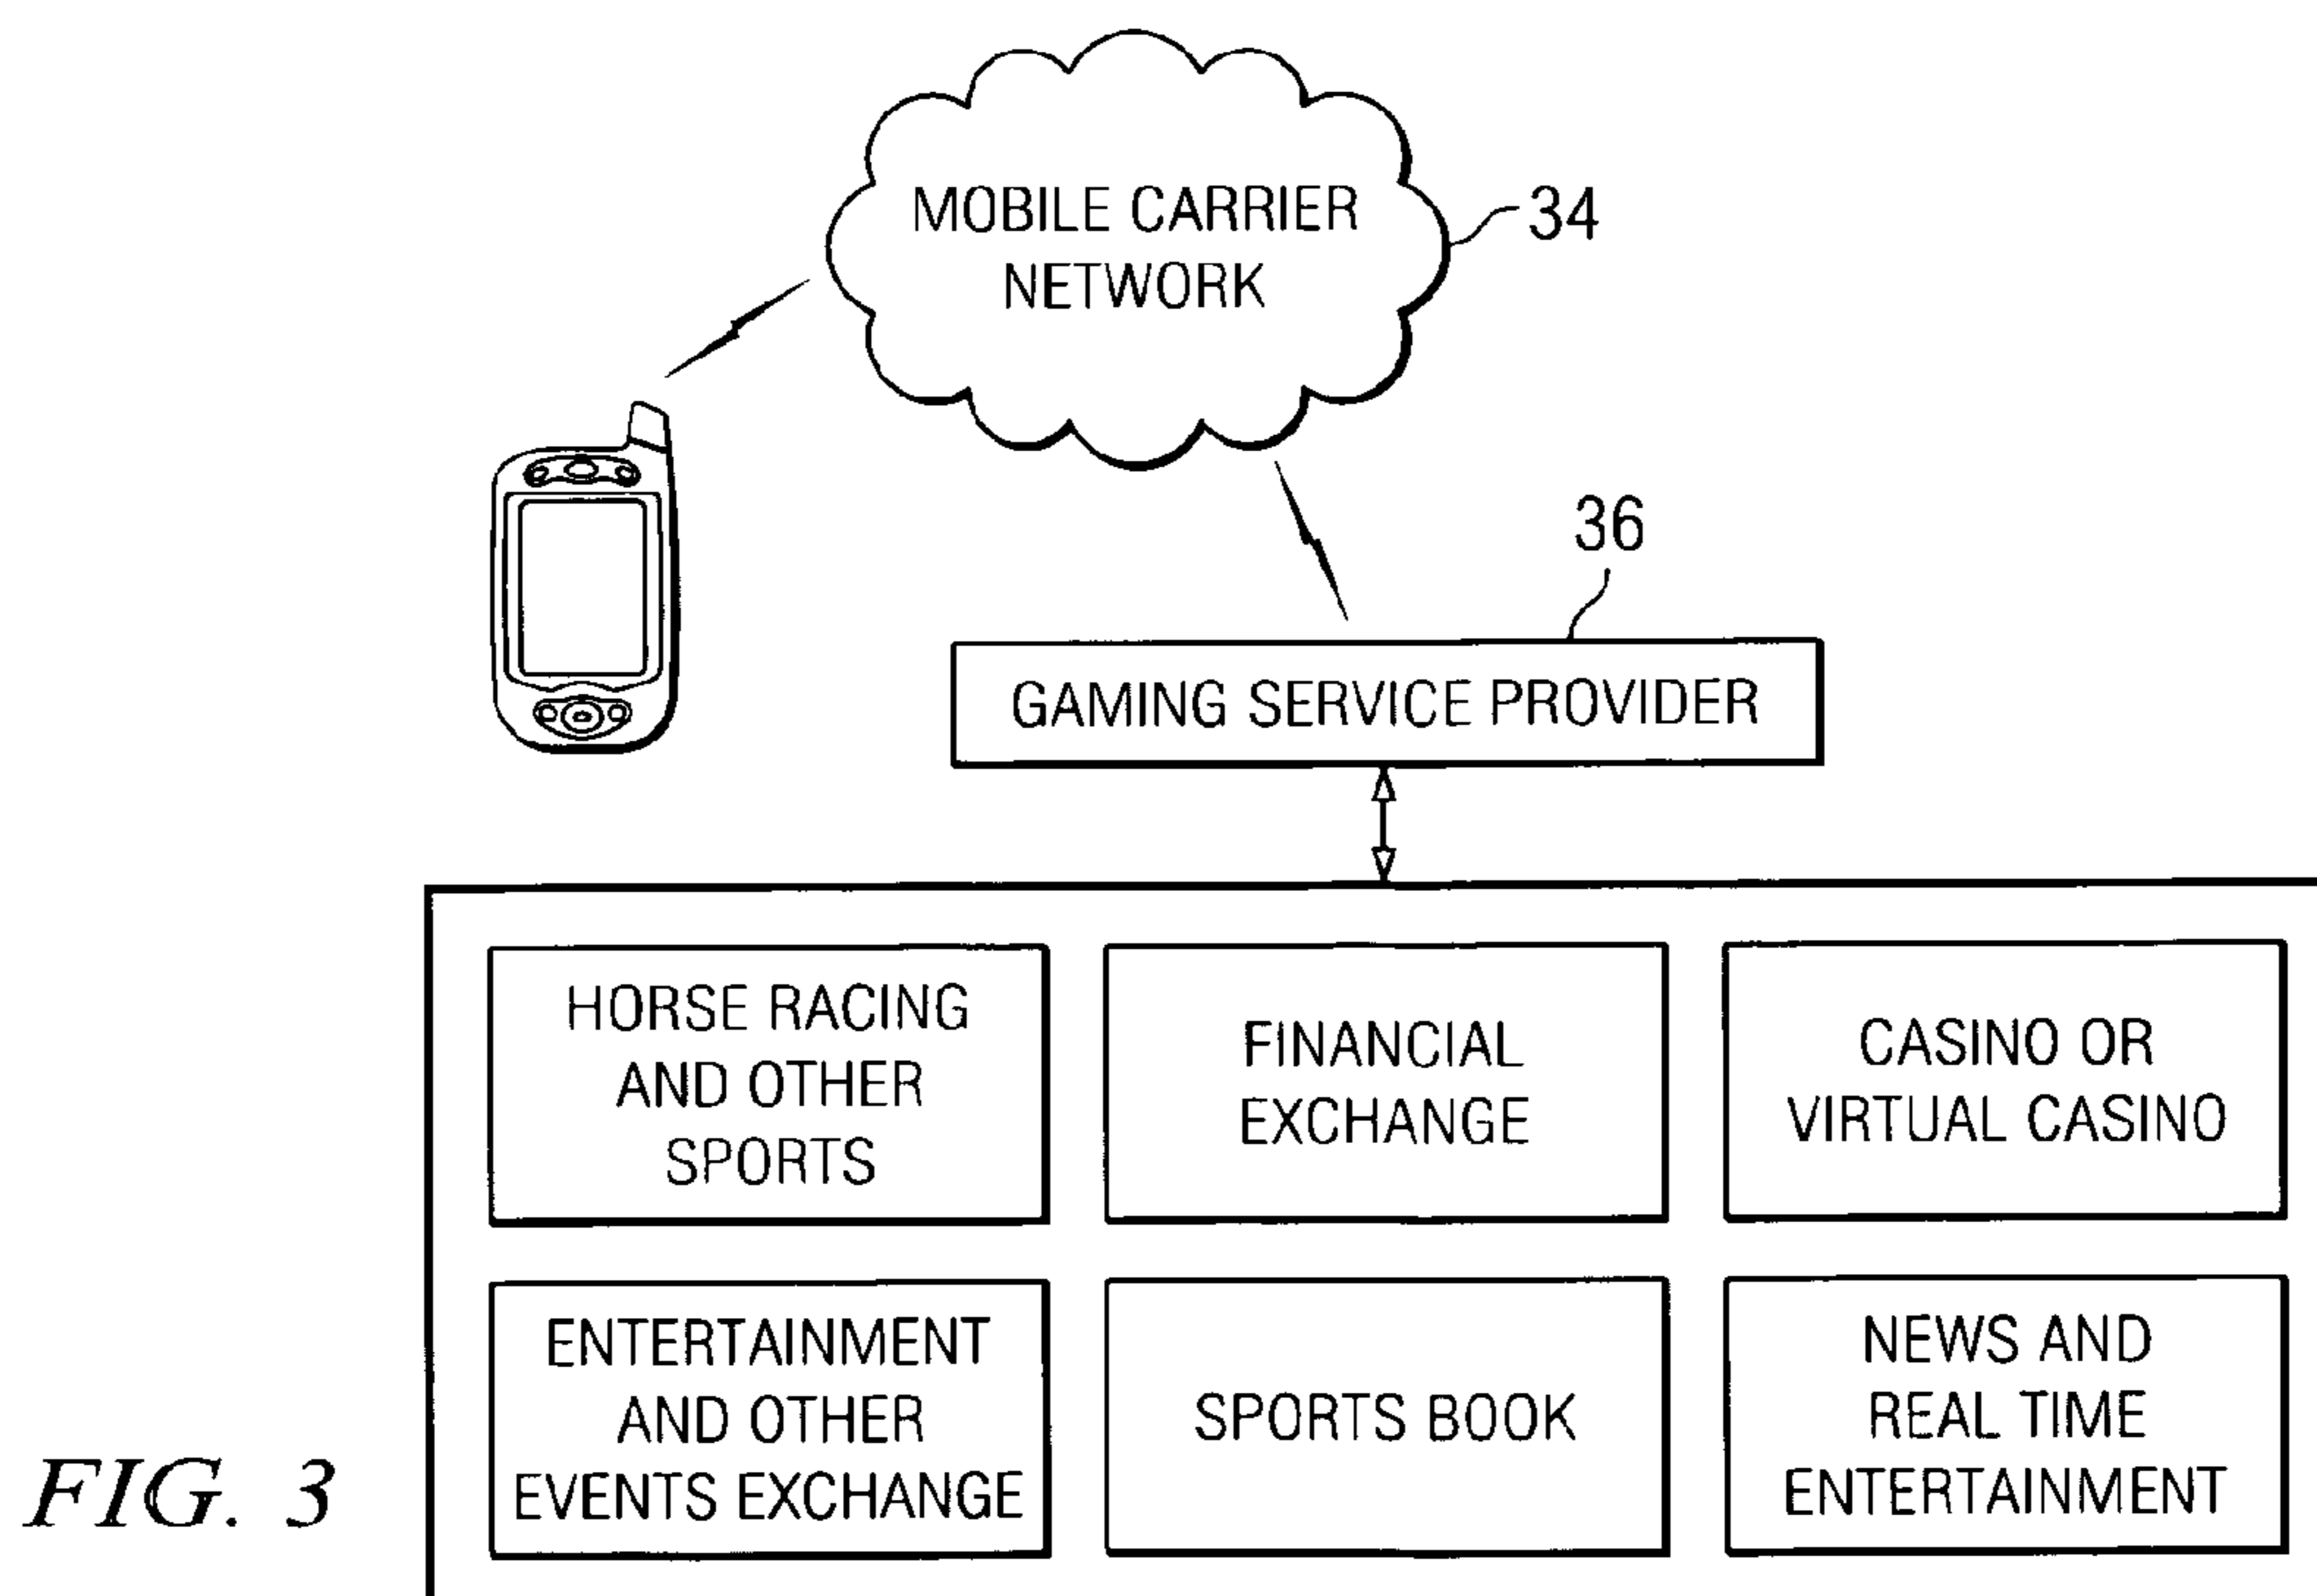 MOBILE CARRIER
NETWORK
34
36
GAMING SERVICE PROVIDER
HORSE RACING
AND OTHER
SPORTS
FINANCIAL
EXCHANGE
CASINO OR
VIRTUAL CASINO
ENTERTAINMENT
AND OTHER
EVENTS EXCHANGE
SPORTS BOOK
NEWS AND
REAL TIME
ENTERTAINMENT
FIG. 3